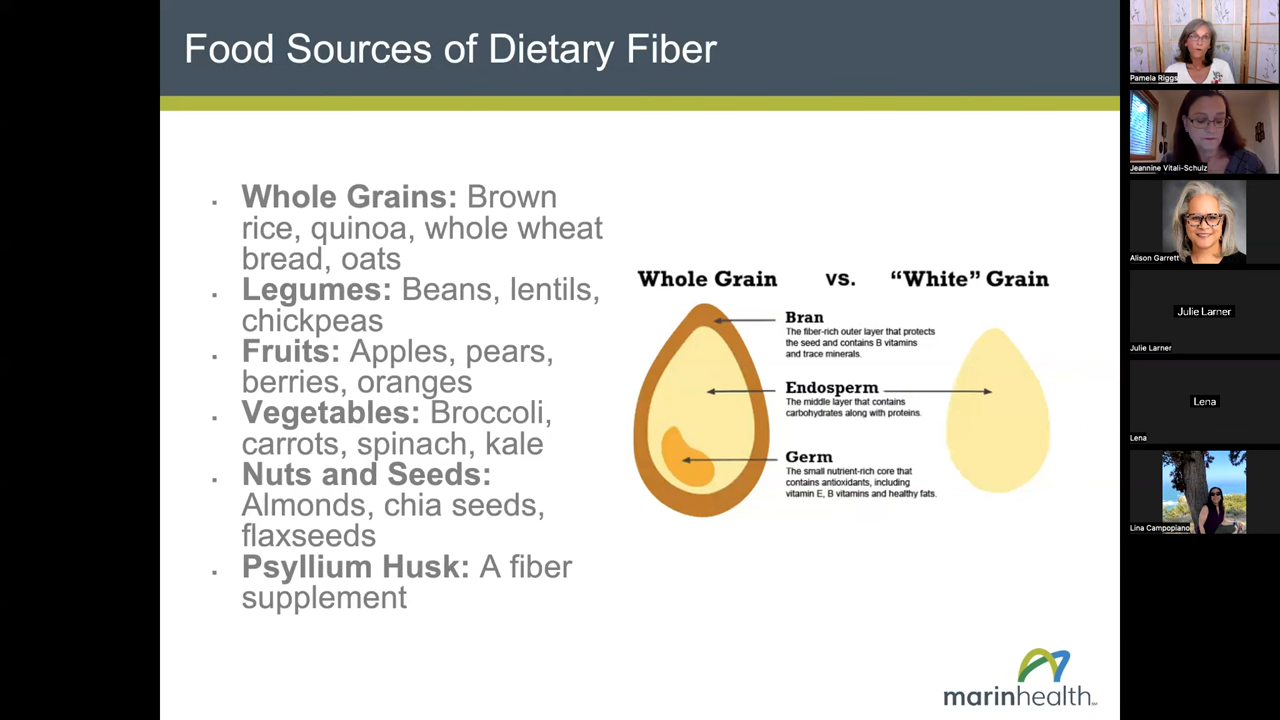 Food Sources of Dietary Fiber
▪ Whole Grains: Brown
rice, quinoa, whole wheat
bread, oats
▪ Legumes: Beans, lentils,
chickpeas
▪ Fruits: Apples, pears,
berries, oranges
▪ Vegetables: Broccoli,
carrots, spinach, kale
▪ Nuts and Seeds:
Almonds, chia seeds,
flaxseeds
▪ Psyllium Husk: A fiber
supplement
Whole Grain vs. “White” Grain
Bran
The fiber-rich outer layer that protects
the seed and contains B vitamins
and trace minerals.
Endosperm
The middle layer that contains
carbohydrates along with proteins.
Germ
The small nutrient-rich core that
contains antioxidants, including
vitamin E, B vitamins and healthy fats.
marinhealth
Pamela Riggs
Jeannine Vitali-Schulz
Alison Garrett
Julie Larner
Julie Larner
Lena
Lena
Lina Campopiano